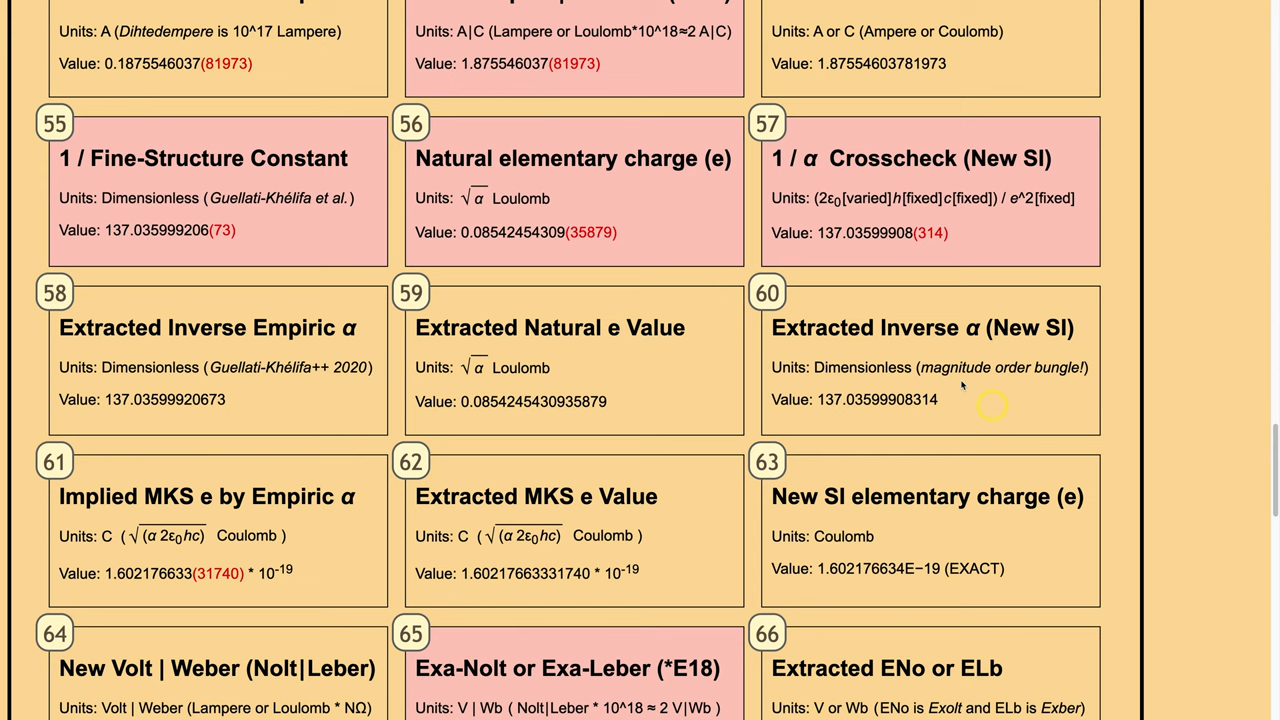 Units: A (Dihtedempere is 10^17 Lampere)
Value: 0.1875546037(81973)
Units: A|C (Lampere or Loulomb*10^18≈2 A|C)
Value: 1.875546037(81973)
Units: A or C (Ampere or Coulomb)
Value: 1.87554603781973
55
1 / Fine-Structure Constant
Units: Dimensionless (Guellati-Khélifa et al.)
Value: 137.035999206(73)
56
Natural elementary charge (e)
Units: √α Loulomb
Value: 0.08542454309(35879)
57
1 / α Crosscheck (New SI)
Units: (2ε₀[varied]h[fixed]c[fixed]) / e^2[fixed]
Value: 137.03599908(314)
58
Extracted Inverse Empiric α
Units: Dimensionless (Guellati-Khélifa++ 2020)
Value: 137.03599920673
59
Extracted Natural e Value
Units: √α Loulomb
Value: 0.0854245430935879
60
Extracted Inverse α (New SI)
Units: Dimensionless (magnitude order bungle!)
Value: 137.03599908314
61
Implied MKS e by Empiric α
Units: C (√(α 2ε₀hc) Coulomb )
Value: 1.602176633(31740) * 10⁻¹⁹
62
Extracted MKS e Value
Units: C (√(α 2ε₀hc) Coulomb )
Value: 1.60217663331740 * 10⁻¹⁹
63
New SI elementary charge (e)
Units: Coulomb
Value: 1.602176634E−19 (EXACT)
64
New Volt | Weber (Nolt|Leber)
Units: Volt | Weber (Lampere or Loulomb * NΩ)
65
Exa-Nolt or Exa-Leber (*E18)
Units: V | Wb ( Nolt|Leber * 10^18 ≈ 2 V|Wb )
66
Extracted ENo or ELb
Units: V or Wb (ENo is Exolt and ELb is Exber)